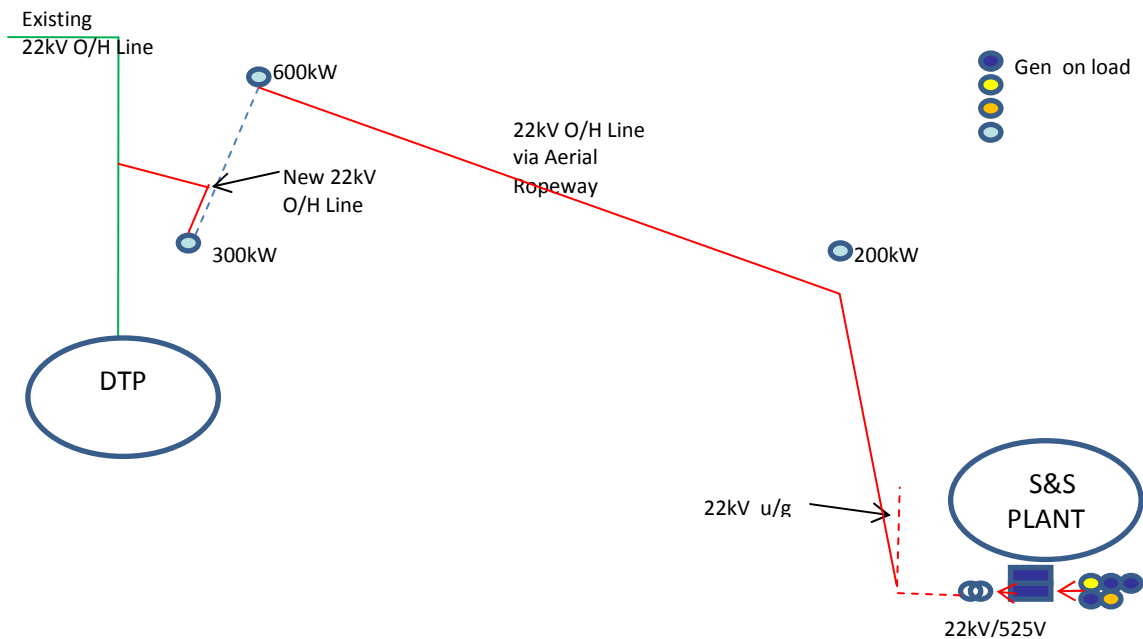 Existing
22kV O/H Line
600kW
Gen on load
22kV O/H Line
via Aerial
Ropeway
New 22kV
O/H Line
300kW
200kW
DTP
22kV u/g
S&S
PLANT
22kV/525V